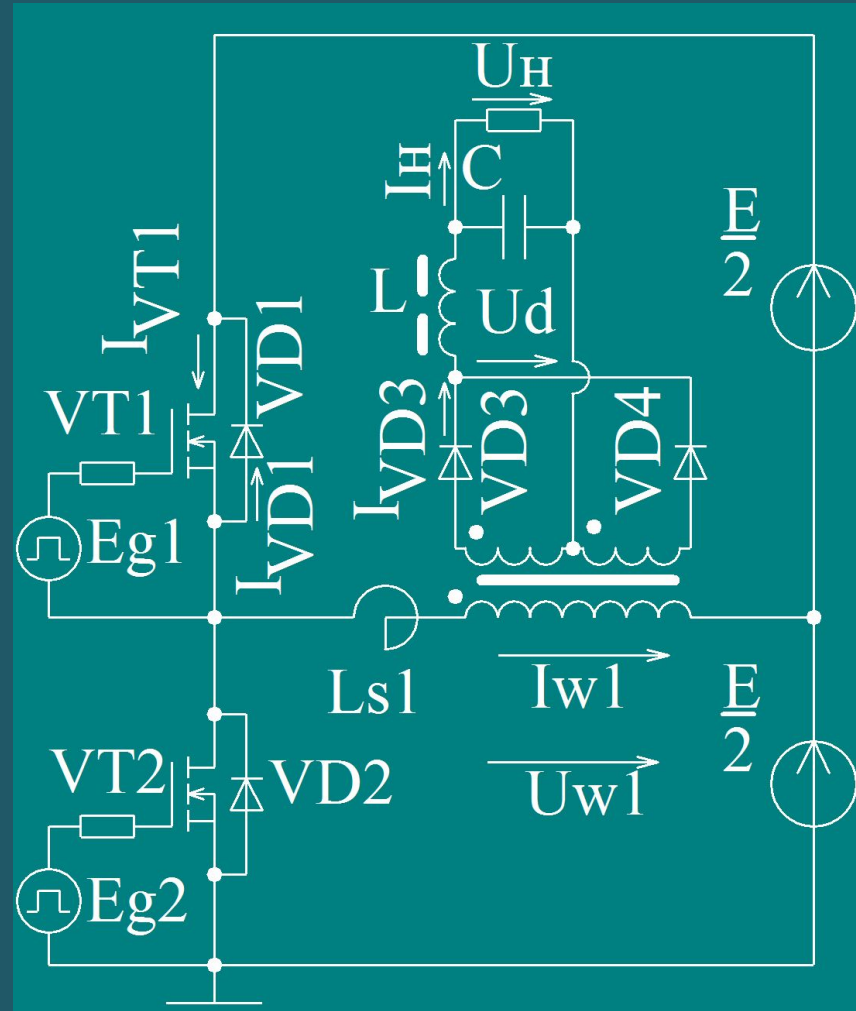 Uн
Iн
C
E
2
L
Ud
IVT1
VD1
VT1
IVD3
VD3
VD4
Eg1
IVD1
Ls1
Iw1
E
2
VT2
VD2
Uw1
Eg2